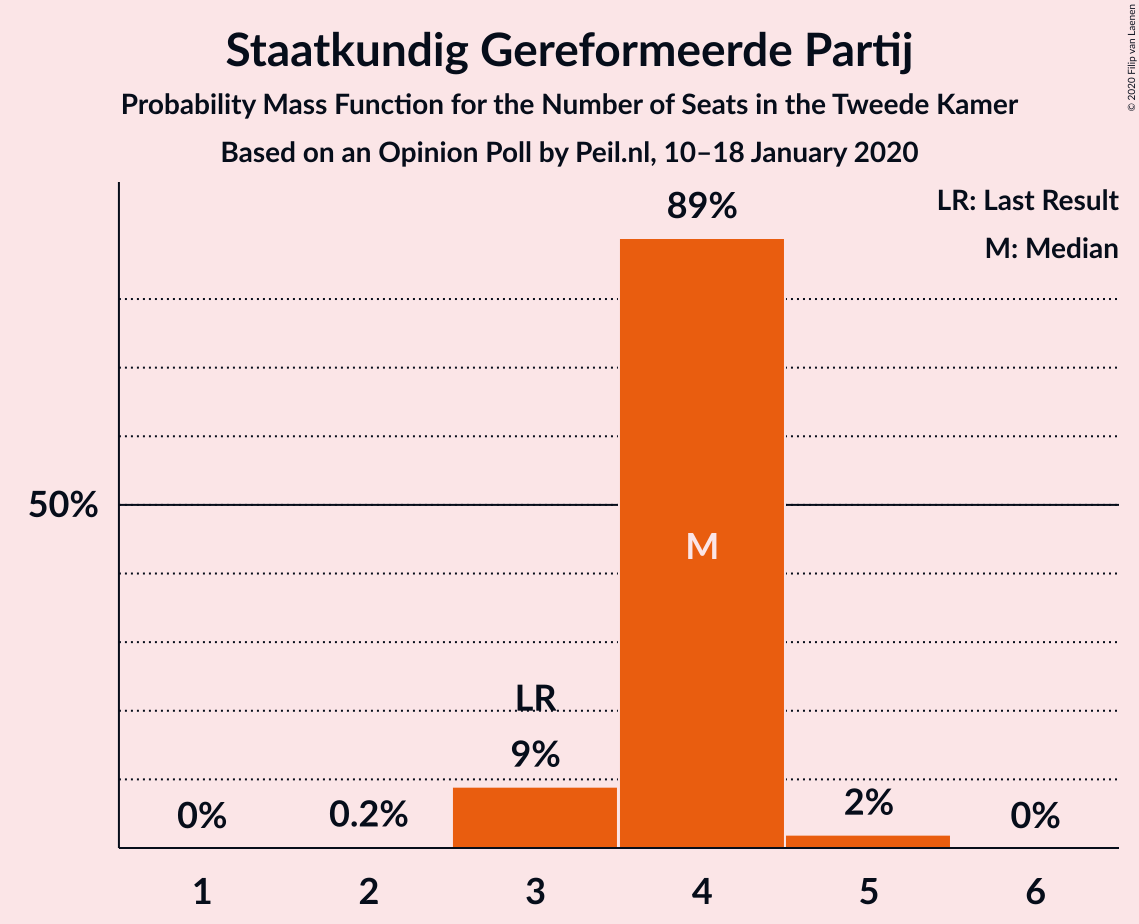 Staatkundig Gereformeerde Partij
Probability Mass Function for the Number of Seats in the Tweede Kamer
Based on an Opinion Poll by Peil.nl, 10–18 January 2020
© 2020 Filip van Laenen
LR: Last Result
M: Median
89%
50%
M
LR
9%
0%
0.2%
2%
0%
1 2 3 4 5 6